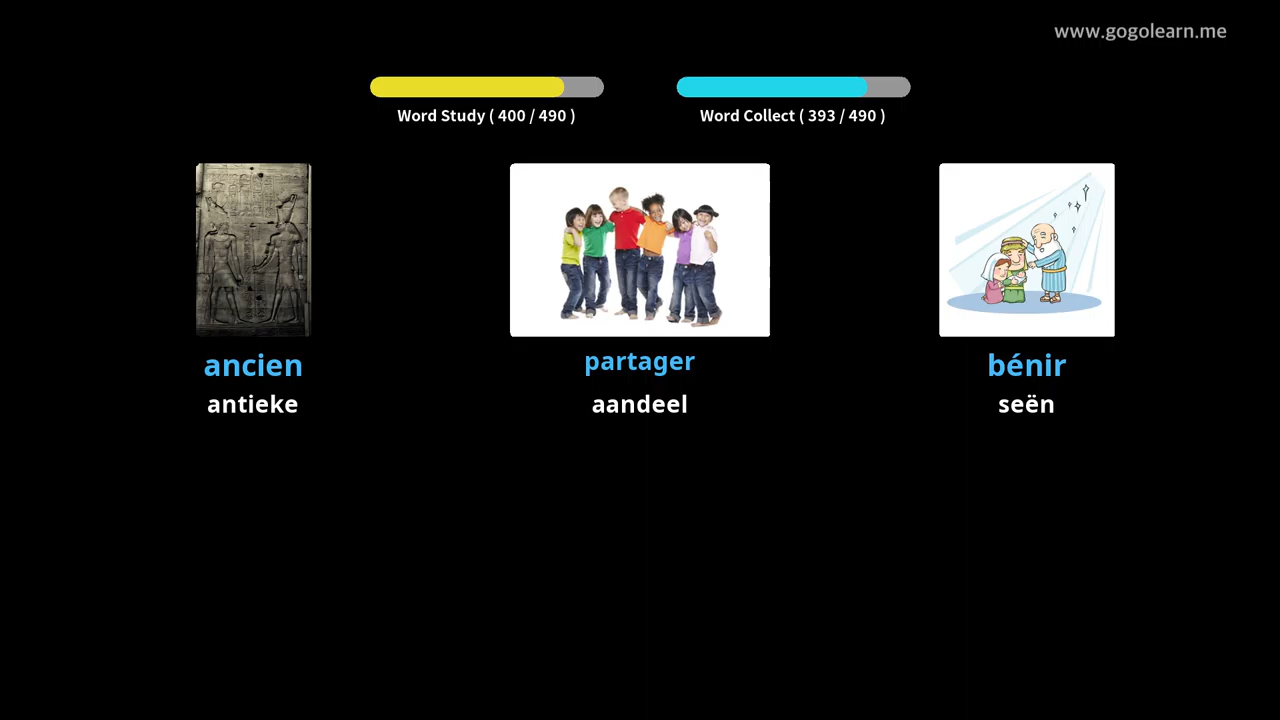 www.gogolearn.me
Word Study ( 400 / 490 )
Word Collect ( 393 / 490 )
ancien
partager
bénir
antieke
aandeel
seën